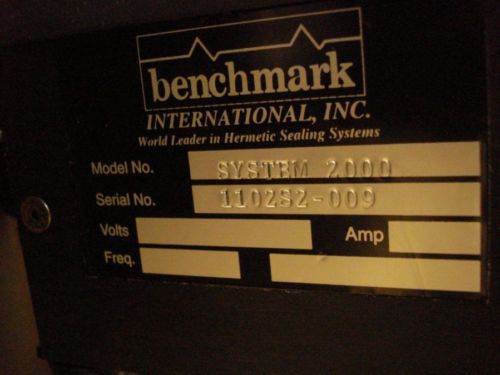 benchmark
INTERNATIONAL, INC.
World Leader in Hermetic Sealing Systems
Model No. SYSTEM 2000
Serial No. 1102S2-009
Volts Amp
Freq.